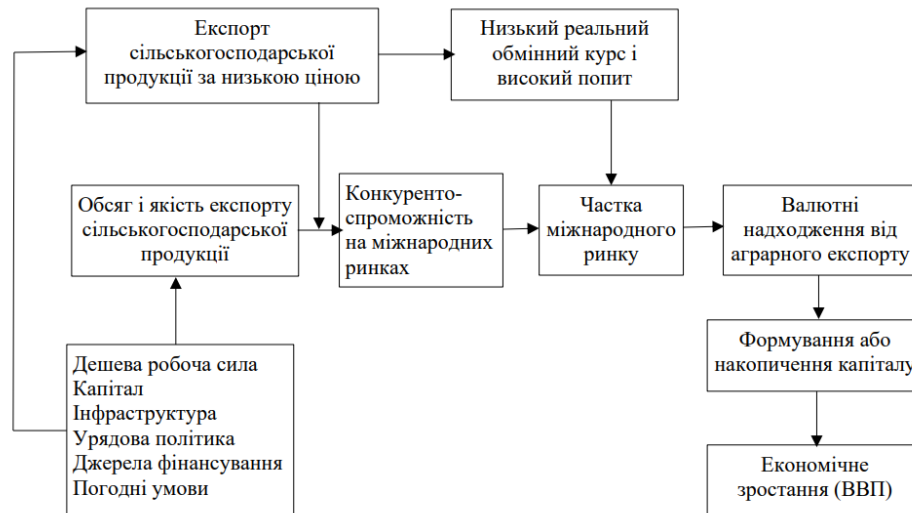 Експорт
сільськогосподарської
продукції за низькою ціною
Низький реальний
обмінний курс і
високий попит
Обсяг і якість експорту
сільськогосподарської
продукції
Конкуренто-
спроможність
на міжнародних
ринках
Частка
міжнародного
ринку
Валютні
надходження від
аграрного експорту
Дешева робоча сила
Капітал
Інфраструктура
Урядова політика
Джерела фінансування
Погодні умови
Формування або
накопичення капіталу
Економічне
зростання (ВВП)